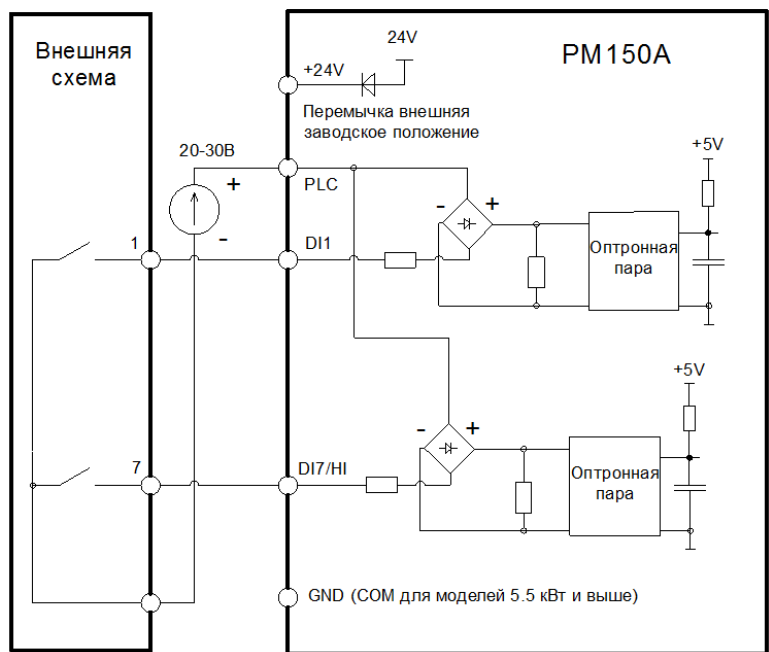 Внешняя
схема
24V
PM150A
+24V
Перемычка внешняя
заводское положение
20-30В
+
-
PLC
1
DI1
-
+
+5V
Оптронная
пара
+5V
-
+
7
DI7/HI
Оптронная
пара
GND (COM для моделей 5.5 кВт и выше)